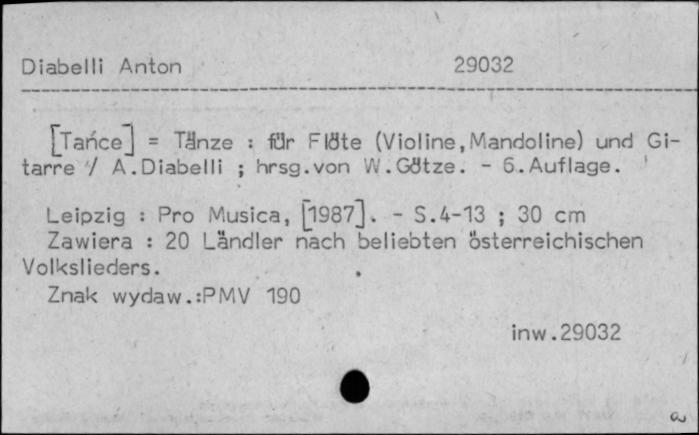 Diabelli Anton 29032
[Tańce] = Tänze : für Flöte (Violine,Mandoline) und Gi-
tarre / A.Diabelli ; hrsg.von W.Götze. - 6.Auflage.
Leipzig : Pro Musica, [1987]. - S.4-13 ; 30 cm
Zawiera : 20 Ländler nach beliebten österreichischen
Volkslieders.
Znak wydaw.:PMV 190
inw.29032